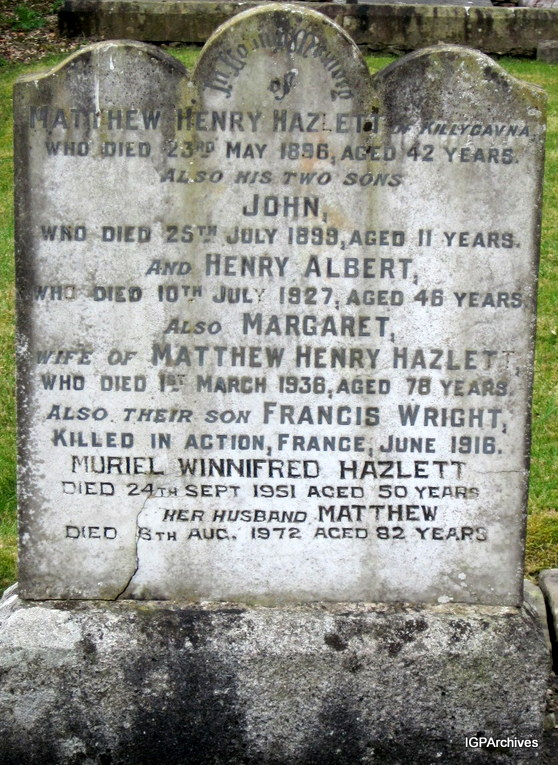 In loving Memory
of
MATTHEW HENRY HAZLETT OF KILLYGAVNA,
WHO DIED 23RD MAY 1896, AGED 42 YEARS.
ALSO HIS TWO SONS
JOHN,
WHO DIED 25TH JULY 1899, AGED 11 YEARS.
AND HENRY ALBERT,
WHO DIED 10TH JULY 1927, AGED 46 YEARS.
ALSO MARGARET,
WIFE OF MATTHEW HENRY HAZLETT,
WHO DIED 1ST MARCH 1936, AGED 78 YEARS.
ALSO THEIR SON FRANCIS WRIGHT,
KILLED IN ACTION, FRANCE, JUNE 1916.
MURIEL WINNIFRED HAZLETT
DIED 24TH SEPT 1951 AGED 50 YEARS
HER HUSBAND MATTHEW
DIED 8TH AUG. 1972 AGED 82 YEARS
IGPArchives